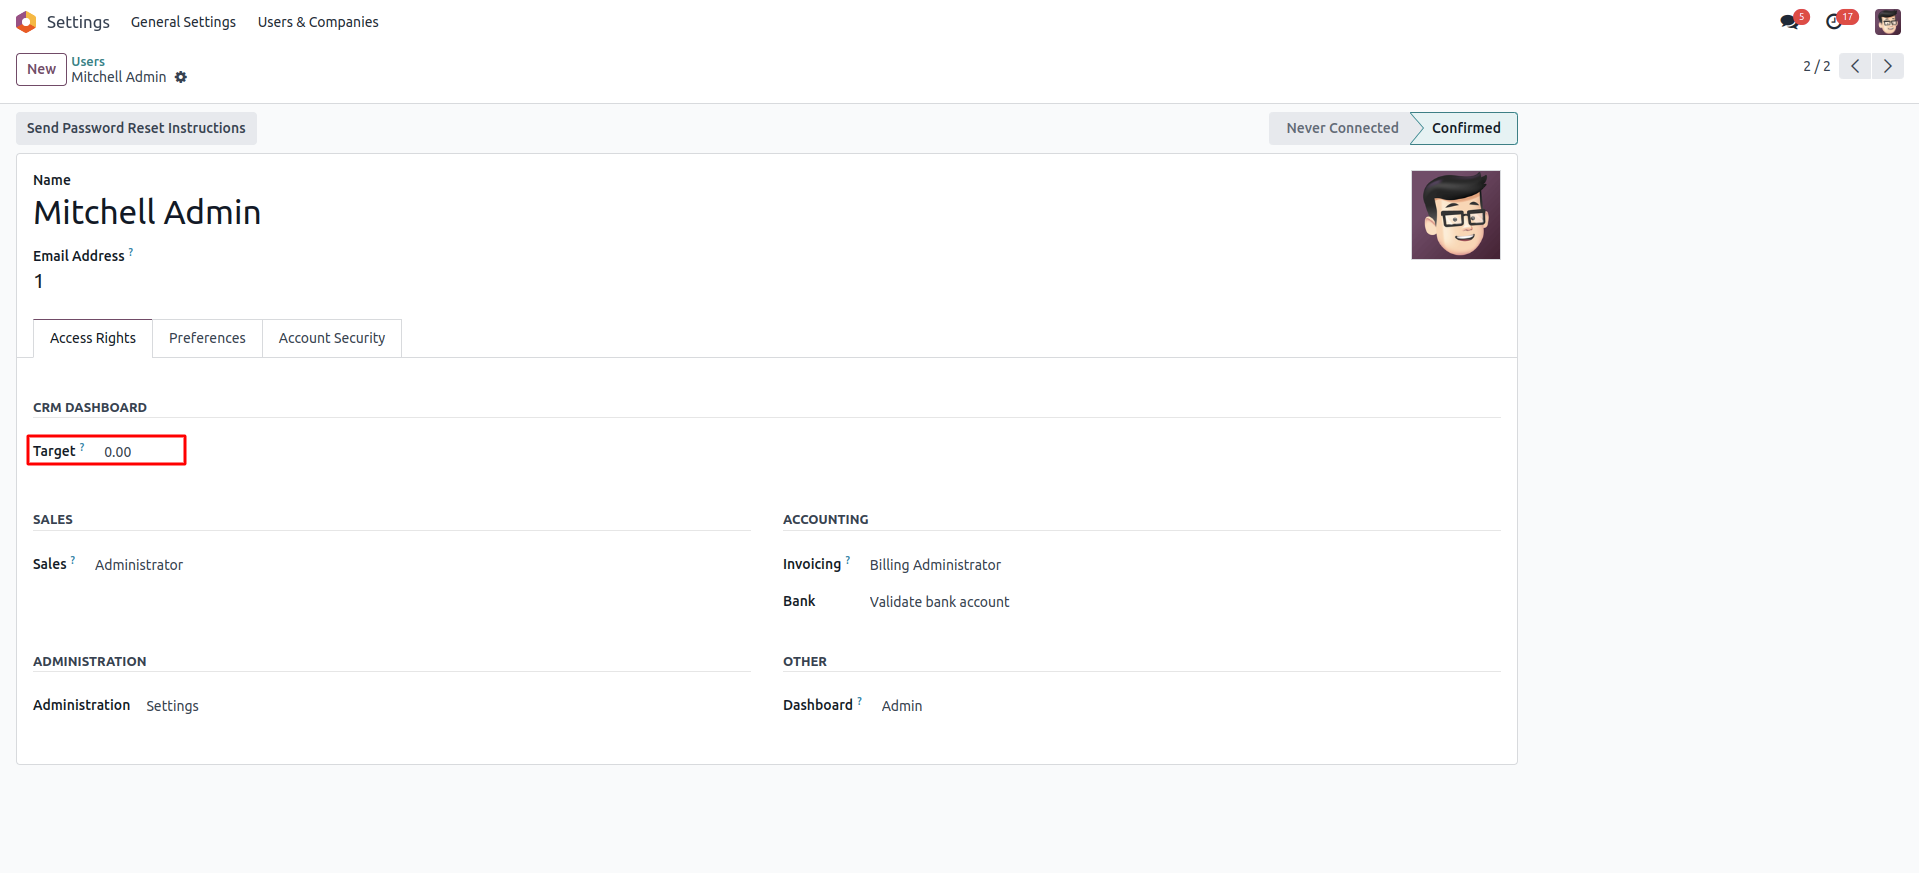 Settings General Settings Users & Companies 5 17
New Users
Mitchell Admin 2 / 2
Send Password Reset Instructions Never Connected Confirmed
Name
Mitchell Admin
Email Address ?
1
Access Rights Preferences Account Security
CRM DASHBOARD
Target ? 0.00
SALES ACCOUNTING
Sales ? Administrator Invoicing ? Billing Administrator
Bank Validate bank account
ADMINISTRATION OTHER
Administration Settings Dashboard ? Admin